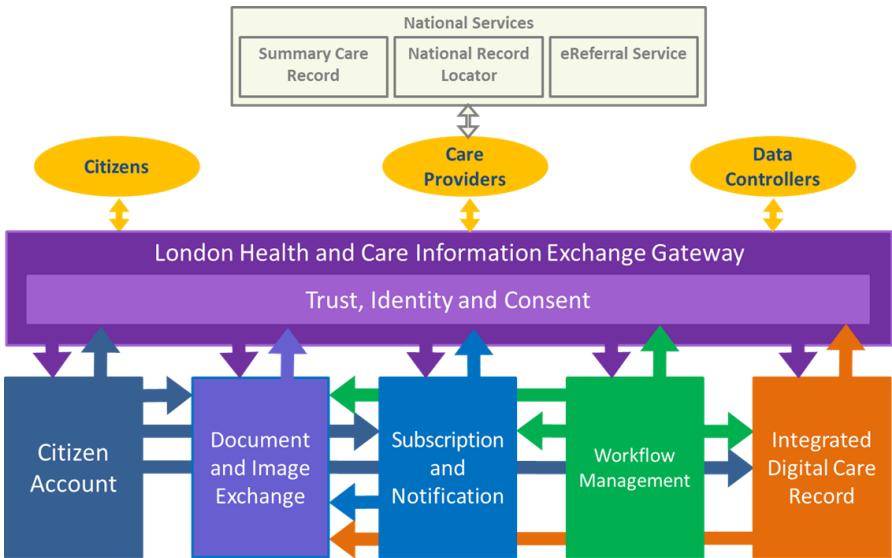 National Services
Summary Care
Record
National Record
Locator
eReferral Service
Citizens
Care
Providers
Data
Controllers
London Health and Care Information Exchange Gateway
Trust, Identity and Consent
Citizen
Account
Document
and Image
Exchange
Subscription
and
Notification
Workflow
Management
Integrated
Digital Care
Record